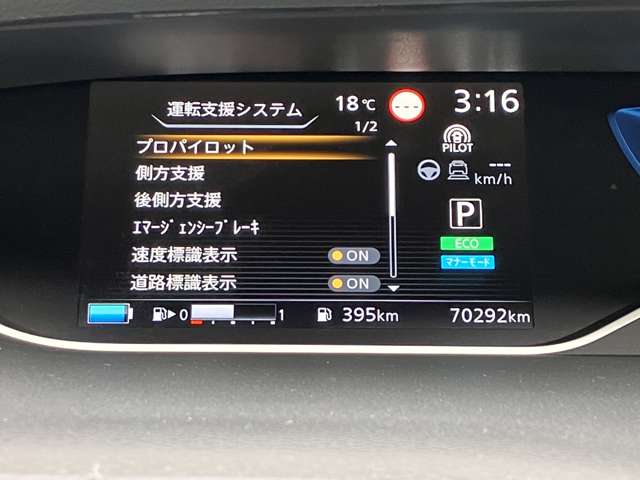 運転支援システム
18℃
---
3:16
1/2
プロパイロット
側方支援
後側方支援
ｴﾏｰｼﾞｪﾝｼｰﾌﾞﾚｰｷ
速度標識表示 ON
道路標識表示 ON
PILOT
---
km/h
P
ECO
マナーモード
0 1
395km
70292km